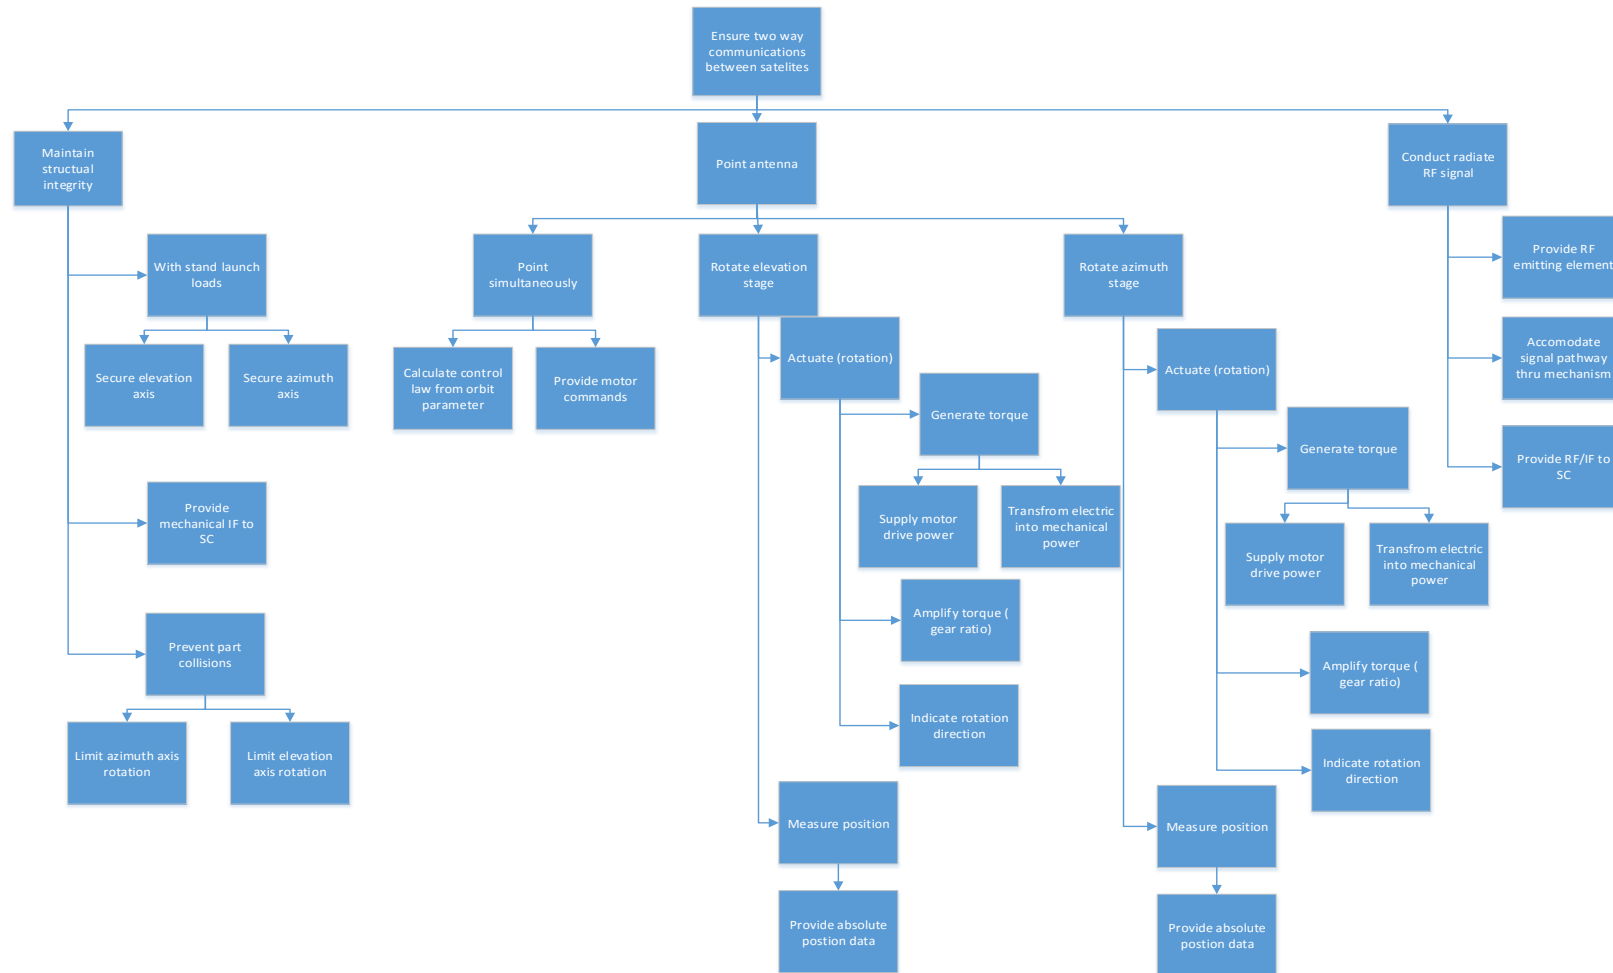 Ensure two way
communications
between satelites
Maintain
structual
integrity
Point antenna
Conduct radiate
RF signal
With stand launch
loads
Secure elevation
axis
Secure azimuth
axis
Provide
mechanical IF to
SC
Prevent part
collisions
Limit azimuth axis
rotation
Limit elevation
axis rotation
Point
simultaneously
Calculate control
law from orbit
parameter
Provide motor
commands
Rotate elevation
stage
Actuate (rotation)
Generate torque
Supply motor
drive power
Transfrom electric
into mechanical
power
Amplify torque (
gear ratio)
Indicate rotation
direction
Measure position
Provide absolute
postion data
Rotate azimuth
stage
Actuate (rotation)
Generate torque
Supply motor
drive power
Transfrom electric
into mechanical
power
Amplify torque (
gear ratio)
Indicate rotation
direction
Measure position
Provide absolute
postion data
Provide RF
emitting element
Accomodate
signal pathway
thru mechanism
Provide RF/IF to
SC